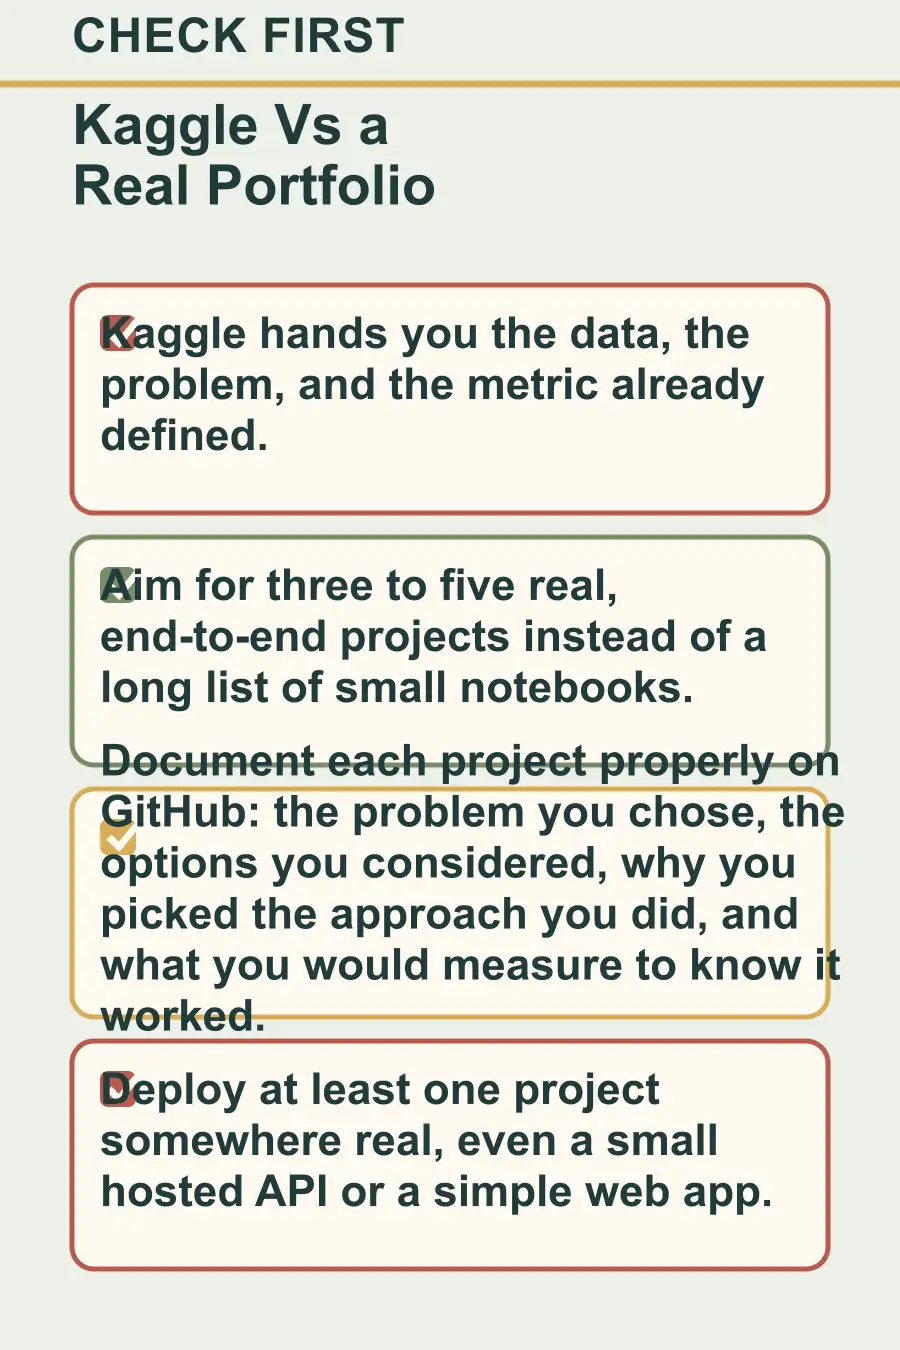 CHECK FIRST
Kaggle Vs a
Real Portfolio
Kaggle hands you the data, the
problem, and the metric already
defined.
Aim for three to five real,
end-to-end projects instead of a
long list of small notebooks.
Document each project properly on
GitHub: the problem you chose, the
options you considered, why you
picked the approach you did, and
what you would measure to know it
worked.
Deploy at least one project
somewhere real, even a small
hosted API or a simple web app.